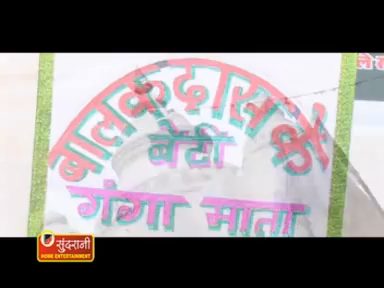 बालकदास के
बेटी
गंगा माता
सुंदरानी
HOME ENTERTAINMENT